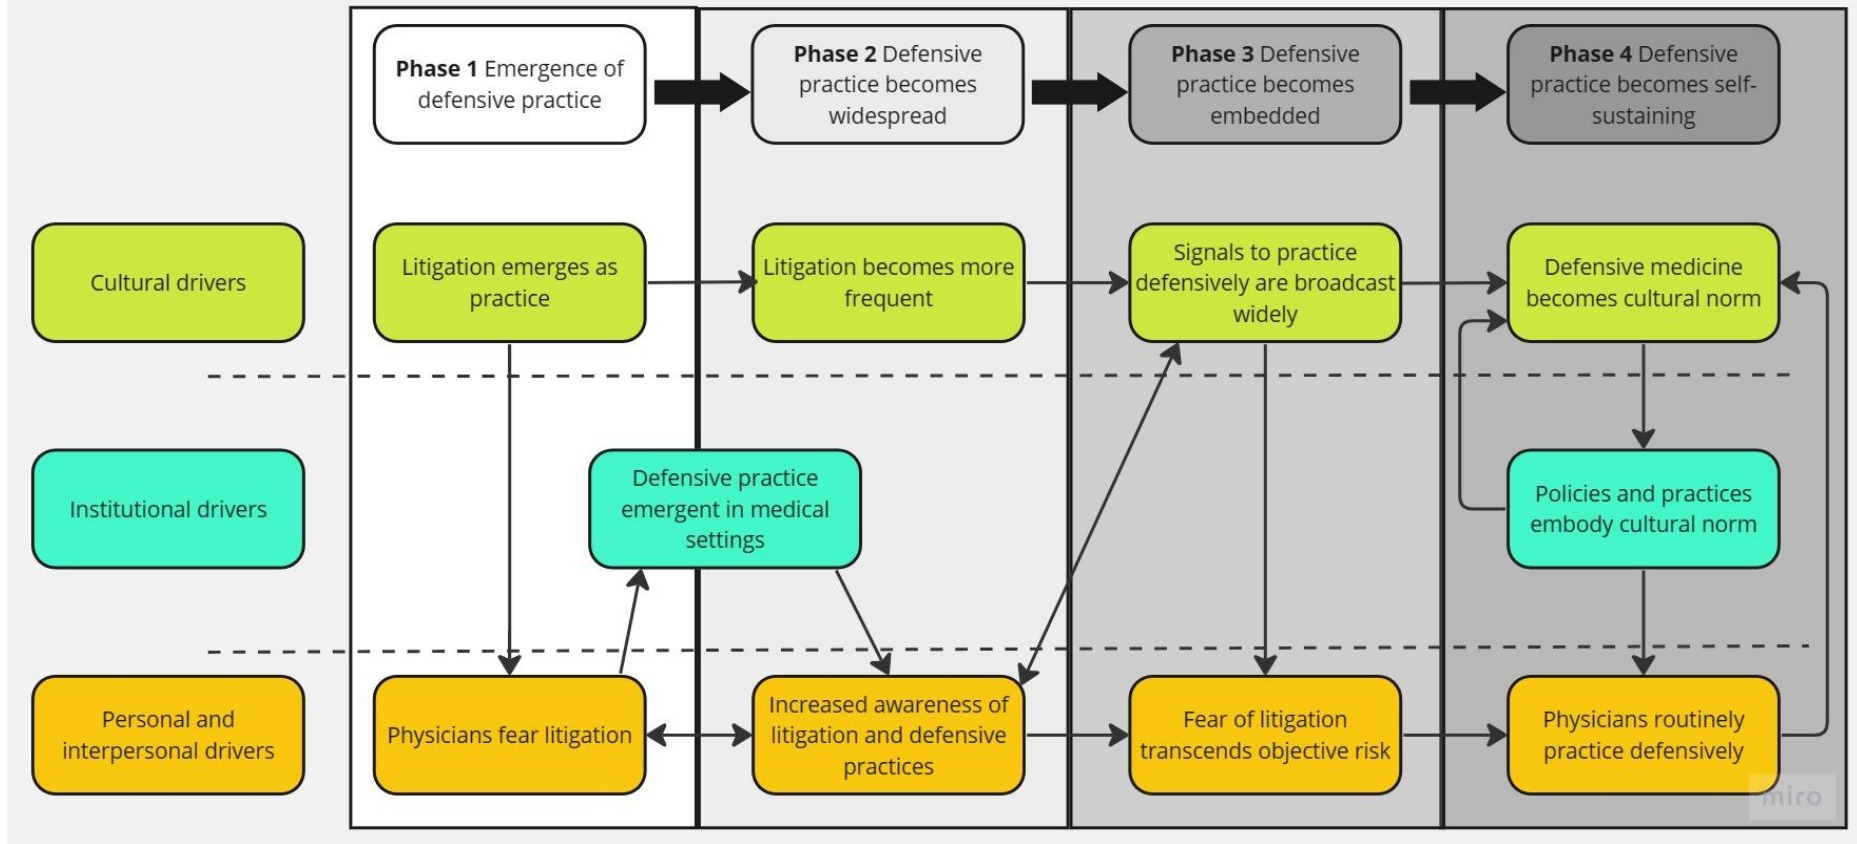 Phase 1 Emergence of
defensive practice
Phase 2 Defensive
practice becomes
widespread
Phase 3 Defensive
practice becomes
embedded
Phase 4 Defensive
practice becomes self-
sustaining
Cultural drivers
Litigation emerges as
practice
Litigation becomes more
frequent
Signals to practice
defensively are broadcast
widely
Defensive medicine
becomes cultural norm
Institutional drivers
Defensive practice
emergent in medical
settings
Policies and practices
embody cultural norm
Personal and
interpersonal drivers
Physicians fear litigation
Increased awareness of
litigation and defensive
practices
Fear of litigation
transcends objective risk
Physicians routinely
practice defensively
miro